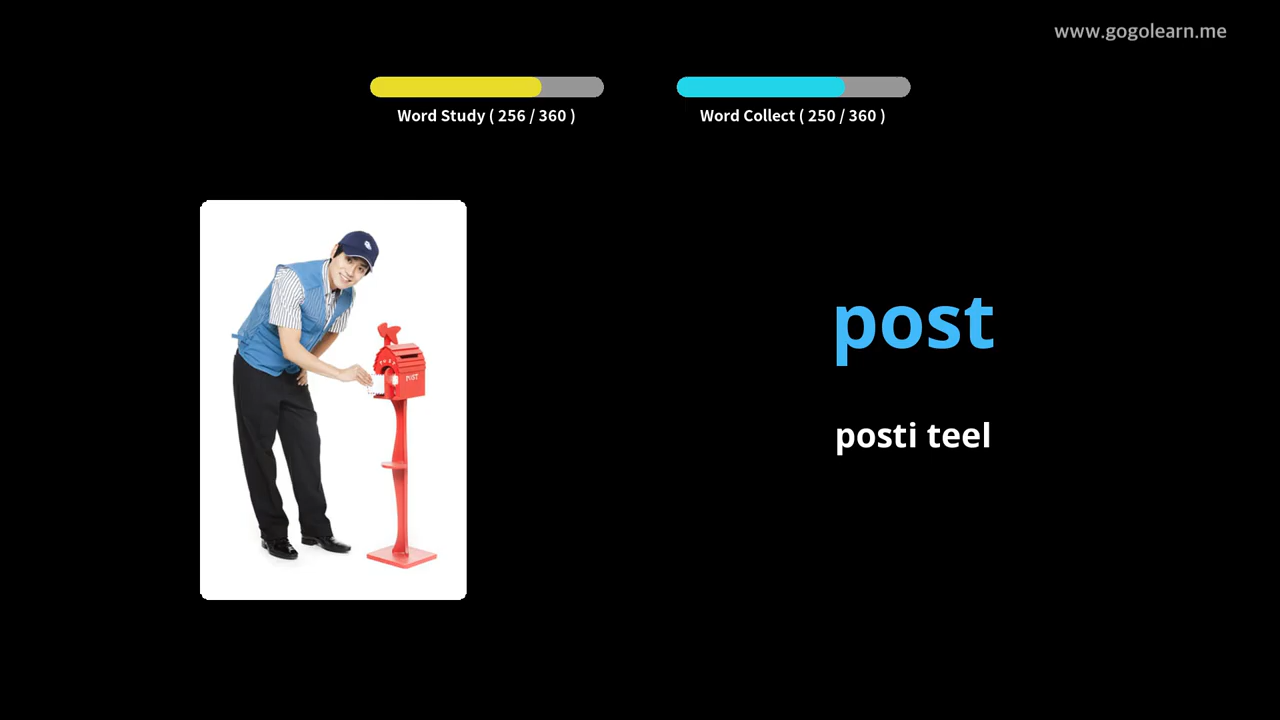 www.gogolearn.me
Word Study ( 256 / 360 )
Word Collect ( 250 / 360 )
post
posti teel
POST